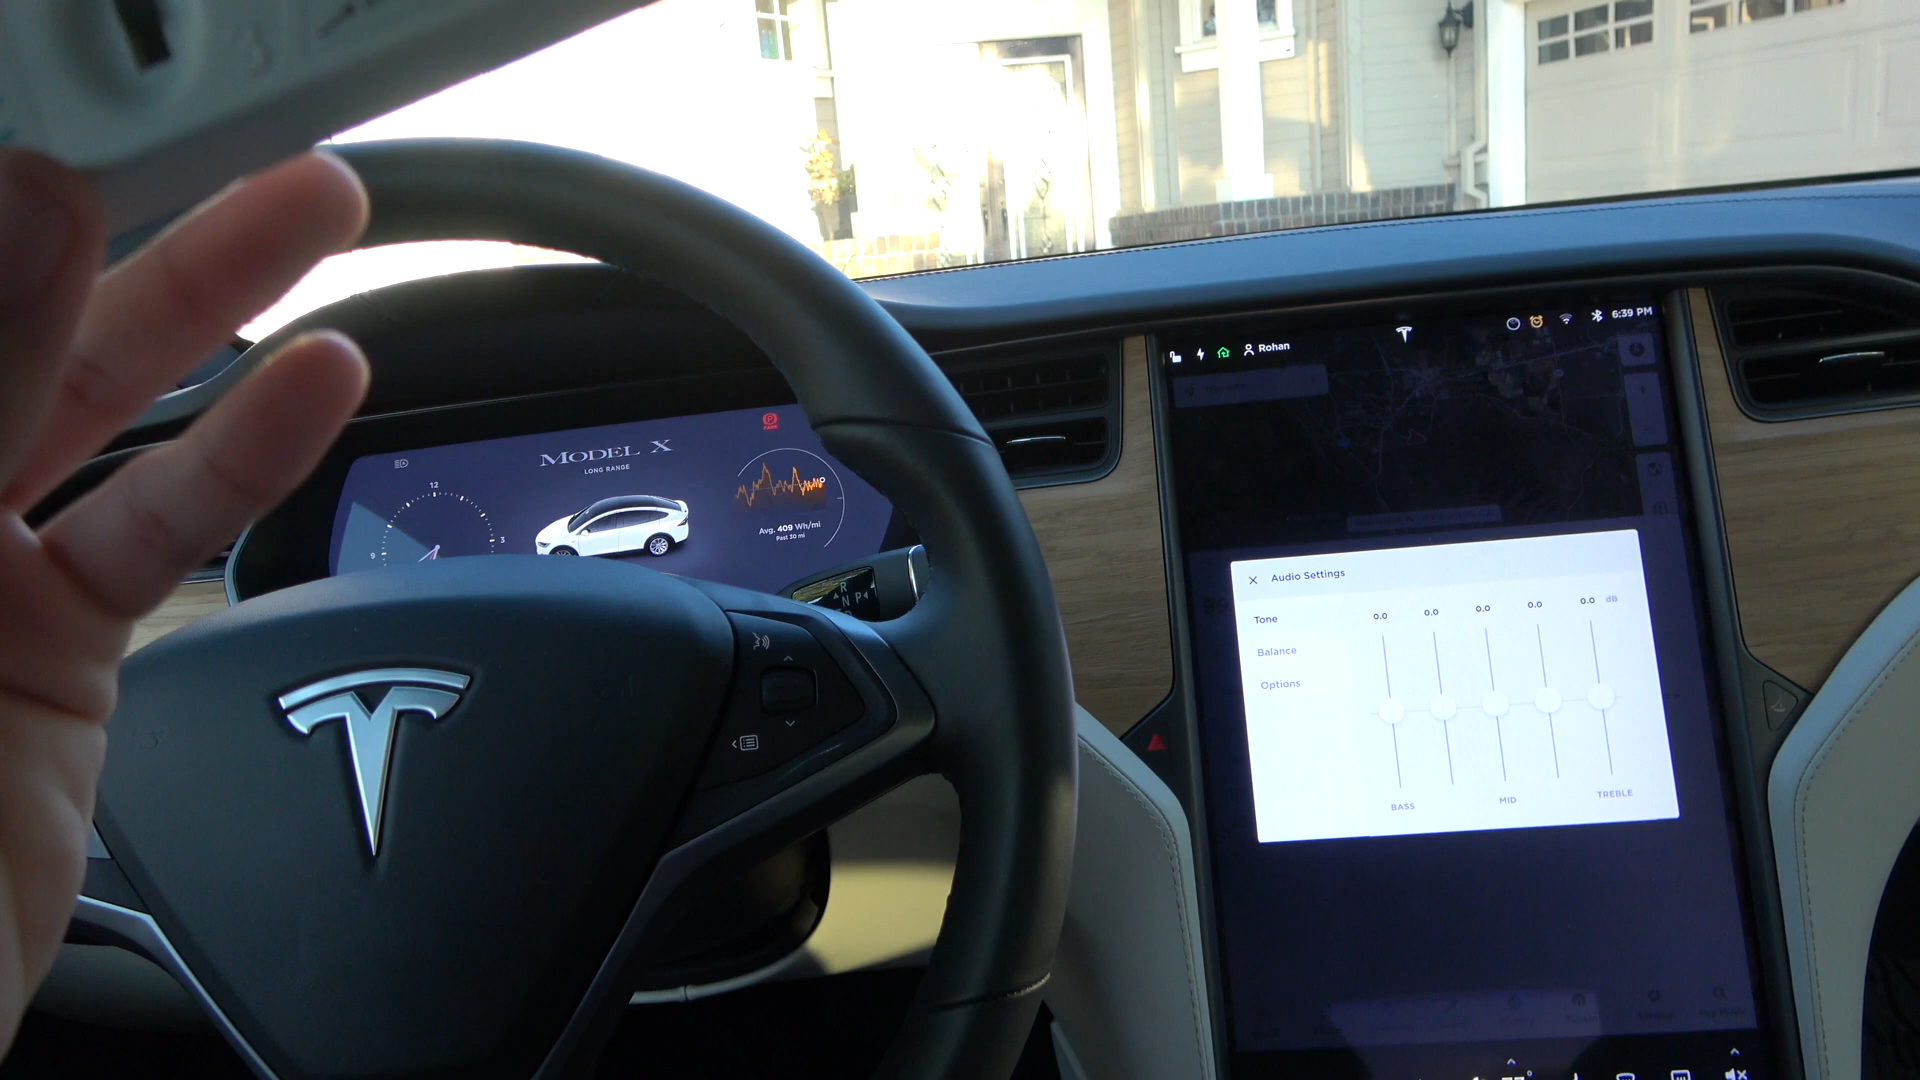 MODEL X
LONG RANGE
PARK
12
9
3
Avg. 409 Wh/mi
Past 30 mi
R
N P
Rohan
6:39 PM
Audio Settings
Tone
Balance
Options
0.0 0.0 0.0 0.0 0.0 dB
BASS MID TREBLE